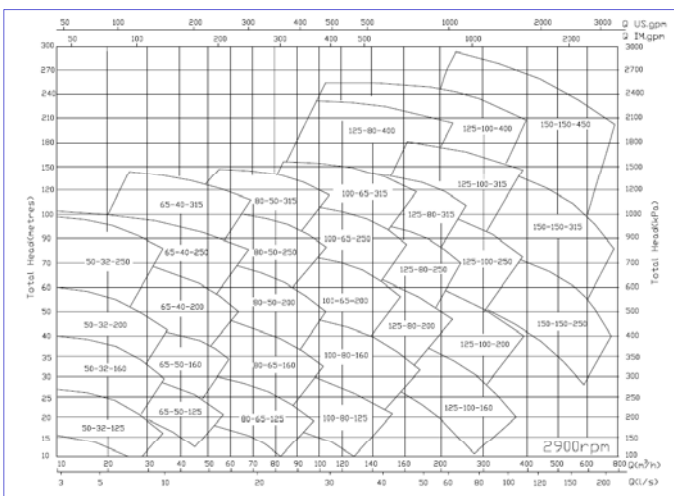 50 100 200 300 400 500 1000 2000 3000 Q US.gpm
50 100 200 300 400 500 1000 2000 Q IM.gpm
300 3000
270 2700
240 2400
210 2100
180 1800
150 1500
120 1200
100 1000
90 900
70 700
60 600
50 500
40 400
35 350
30 300
25 250
20 200
15 150
10 100
Total Head(metres)
Total Head(kPa)
150-150-450
125-80-400 125-100-400
65-40-315 80-50-315 100-65-315 125-80-315 125-100-315
150-150-315
50-32-250 65-40-250 80-50-250 100-65-250 125-80-250 125-100-250
50-32-200 65-40-200 80-50-200 100-65-200 125-80-200 125-100-200 150-150-250
50-32-160 65-50-160 80-65-160 100-80-160 125-100-160
50-32-125 65-50-125 80-65-125 100-80-125
2900rpm
10 20 30 40 50 60 70 80 90 100 120 140 160 200 300 400 500 600 700 800 Q(m³/h)
3 5 10 20 30 40 50 60 80 100 120 140 200 Q(l/s)